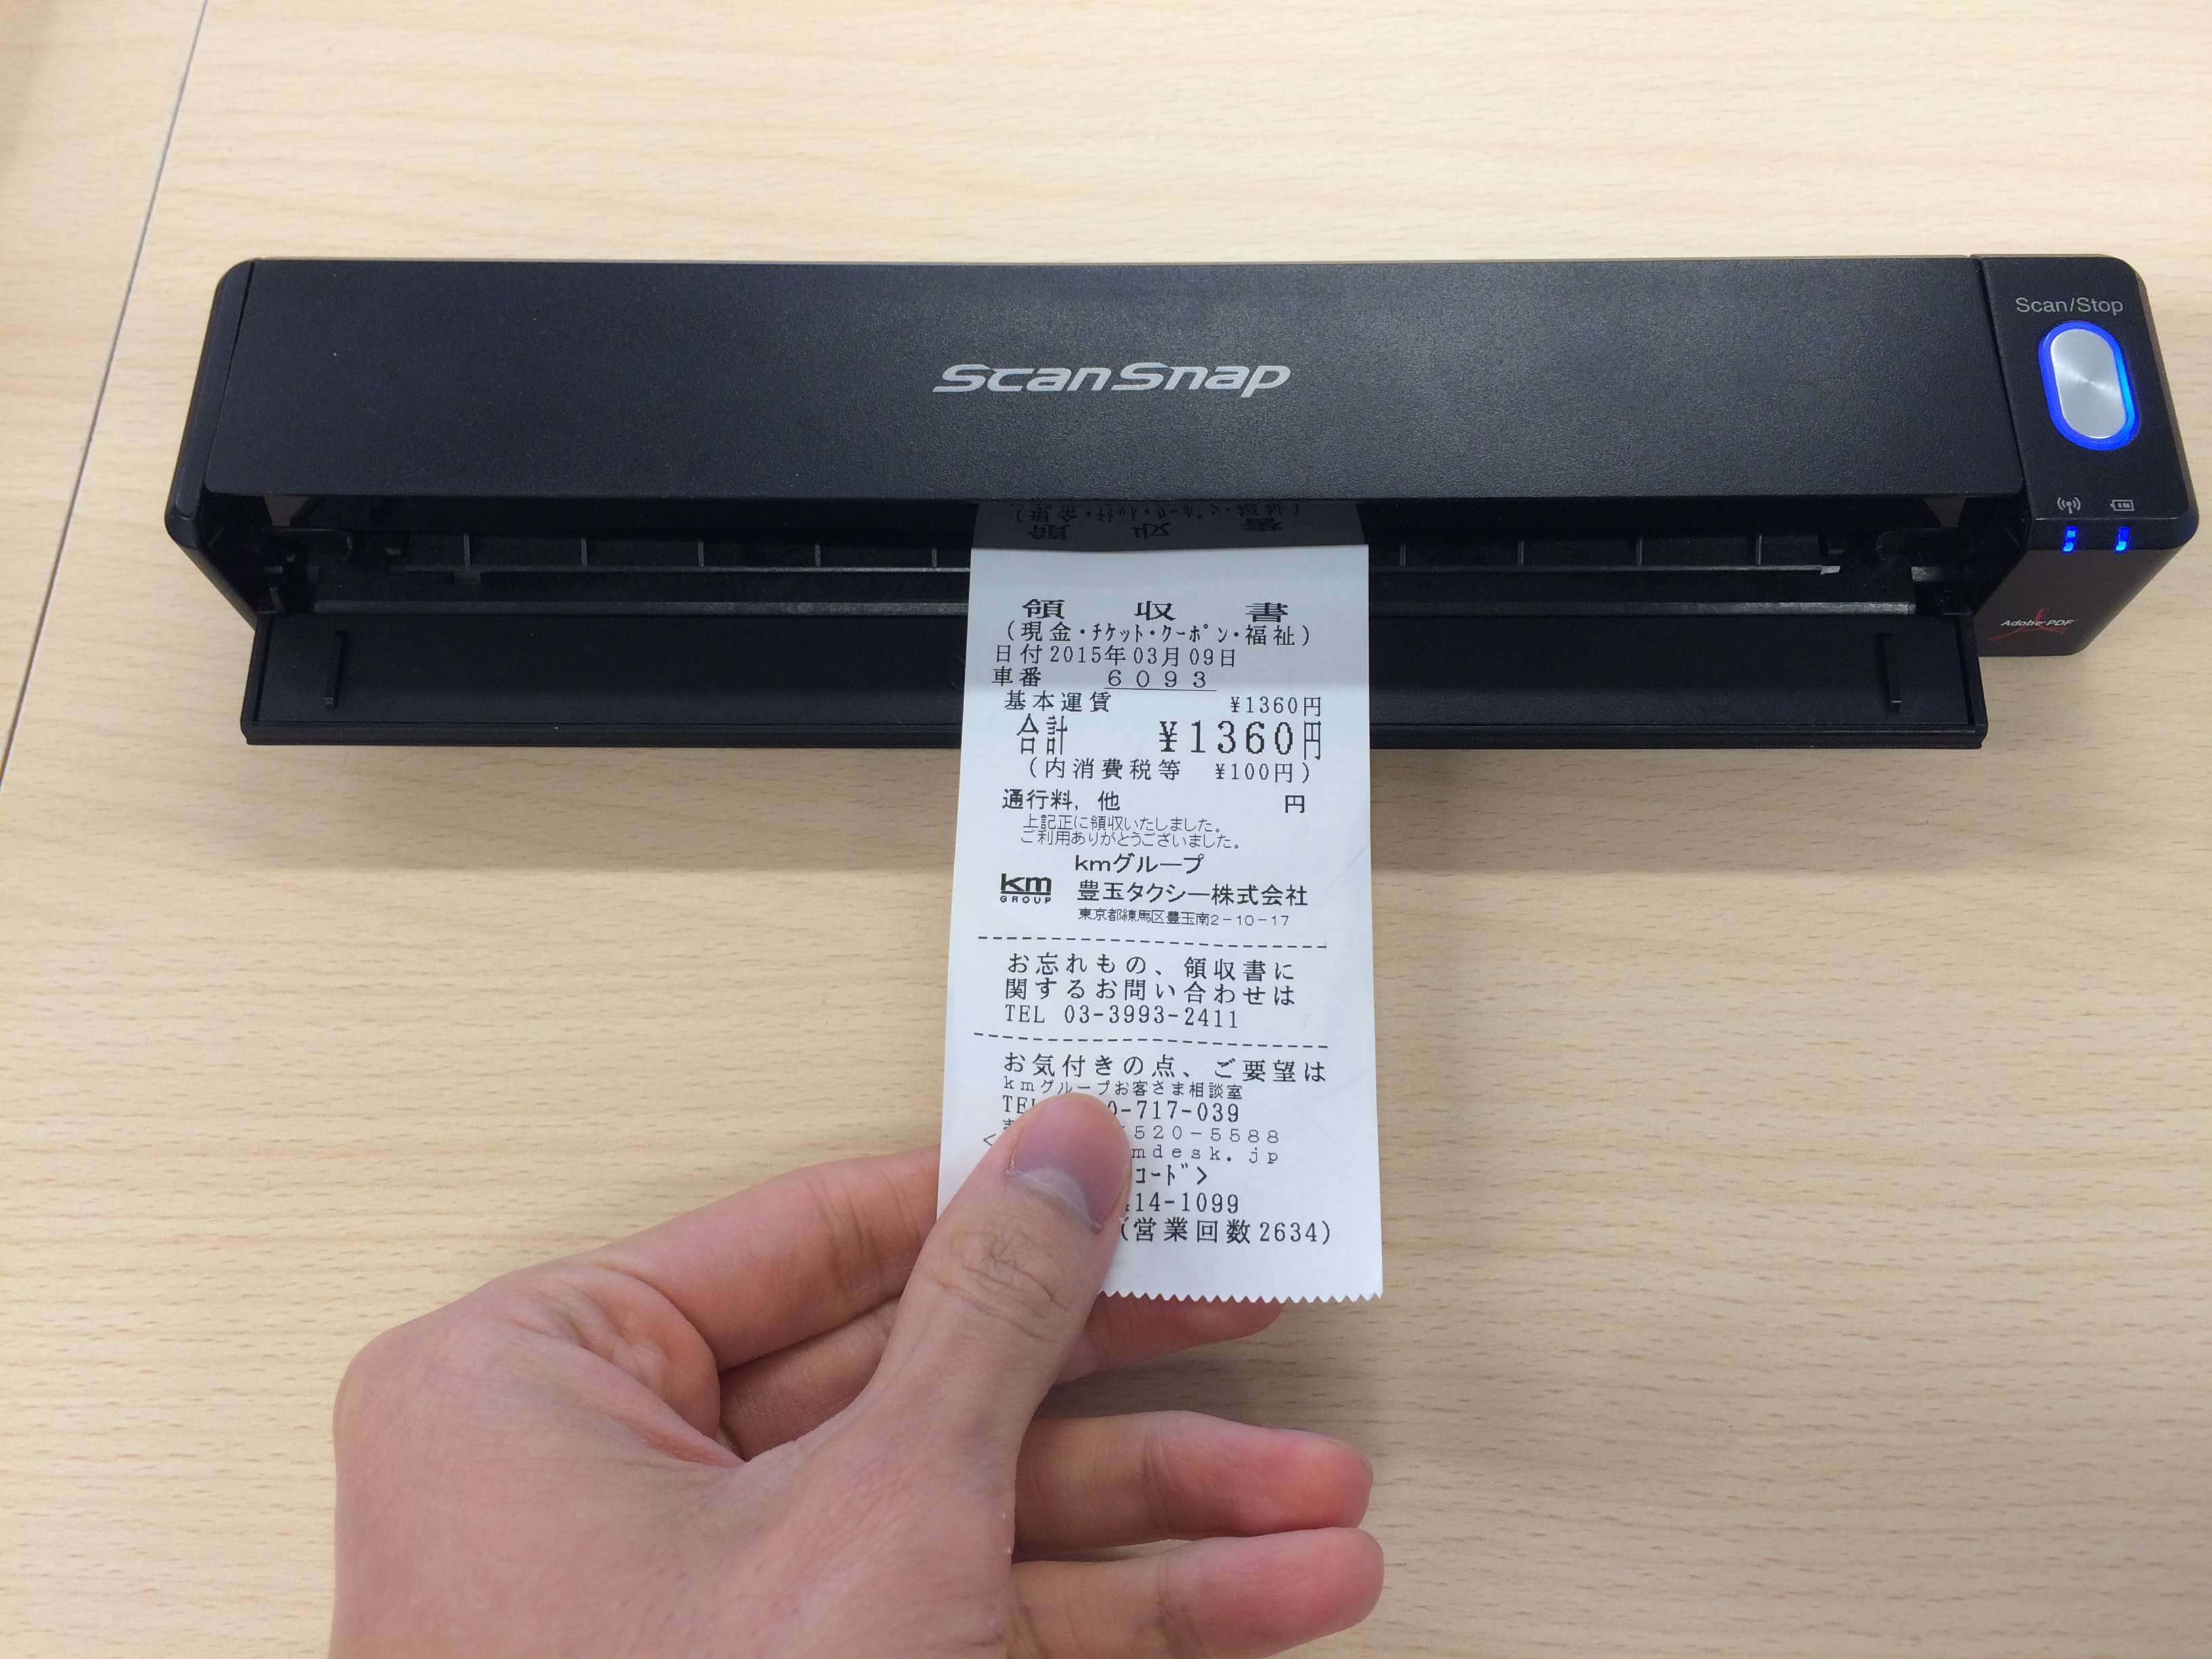 Scan/Stop
ScanSnap
Adobe PDF
領 収 書
(現金・チケット・クーポン・福祉)
日付2015年03月09日
車番 6093
基本運賃 ¥1360円
合計 ¥1360円
(内消費税等 ¥100円)
通行料, 他 円
上記正に領収いたしました。
ご利用ありがとうございました。
kmグループ
km GROUP
豊玉タクシー株式会社
東京都練馬区豊玉南2-10-17
お忘れもの、領収書に
関するお問い合わせは
TEL 03-3993-2411
お気付きの点、ご要望は
kmグループお客さま相談室
TEL 0-717-039
520-5588
mdesk.jp
コード>
14-1099
(営業回数2634)